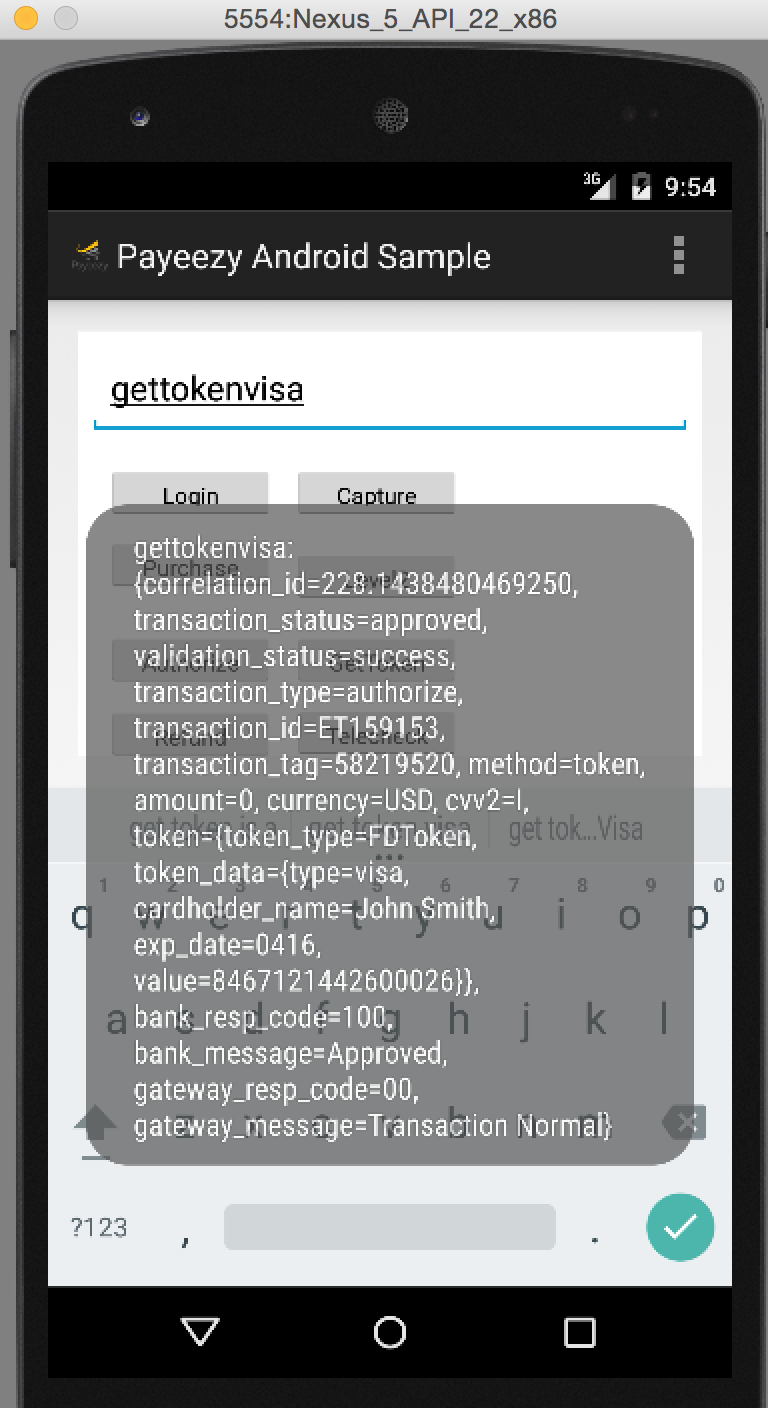 5554:Nexus_5_API_22_x86
3G 9:54
Payeezy Android Sample
gettokenvisa
Login Capture
Purchase Level2
Authorize GetToken
Refund TeleCheck
gettokenvisa:
{correlation_id=228.1438480469250,
transaction_status=approved,
validation_status=success,
transaction_type=authorize,
transaction_id=ET159153,
transaction_tag=58219520, method=token,
amount=0, currency=USD, cvv2=I,
token={token_type=FDToken,
token_data={type=visa,
cardholder_name=John Smith,
exp_date=0416,
value=8467121442600026}},
bank_resp_code=100,
bank_message=Approved,
gateway_resp_code=00,
gateway_message=Transaction Normal}
get token visa get tok...Visa
1 2 3 4 5 6 7 8 9 0
q w e r t y u i o p
a s d f g h j k l
z x c v b n m
?123 , .